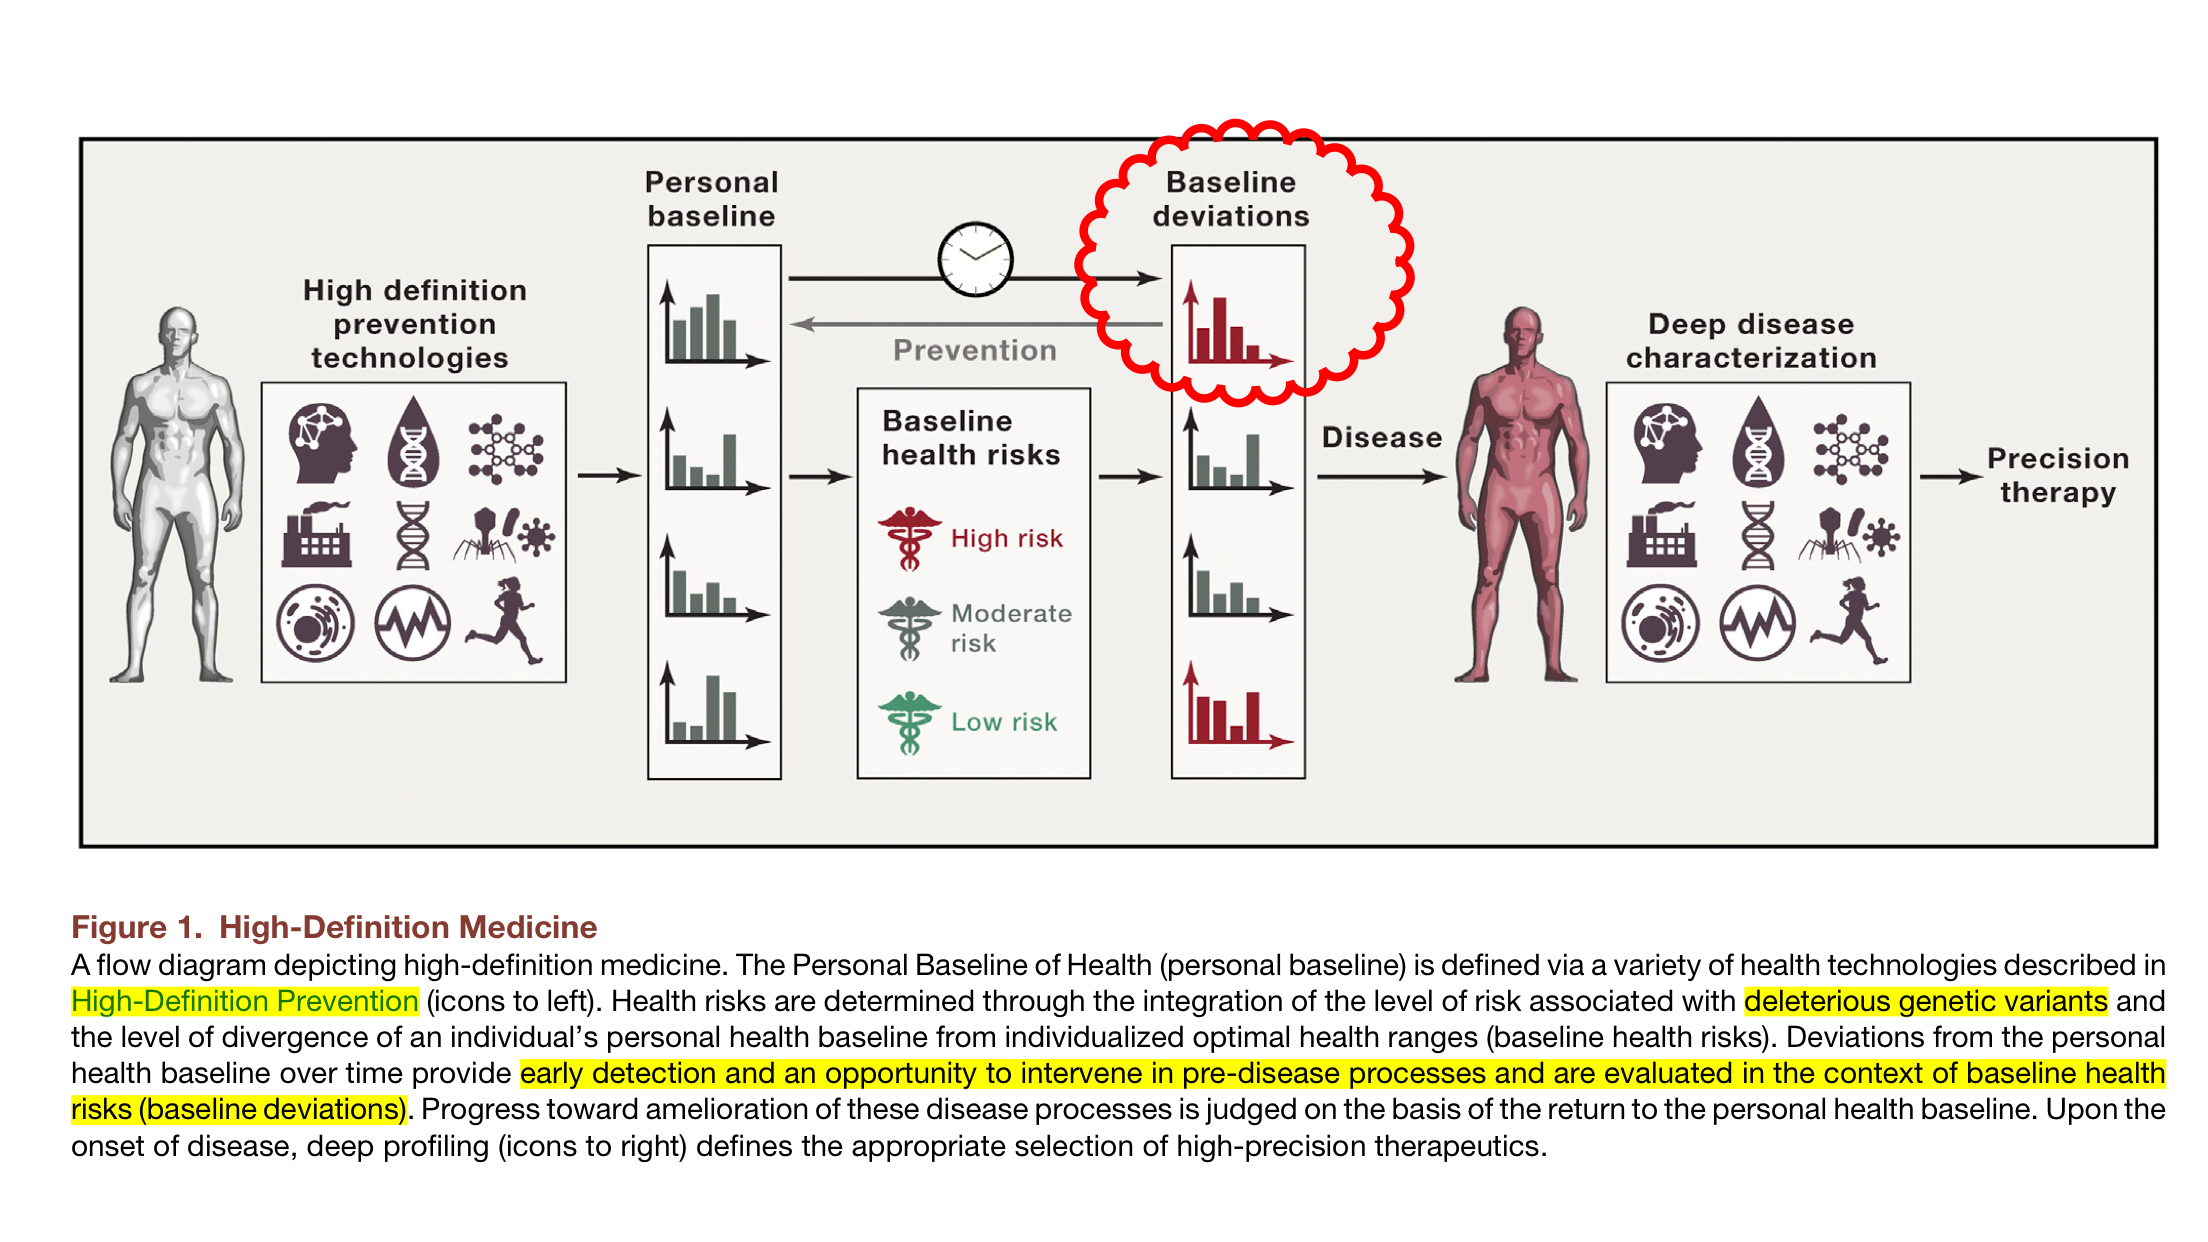 High definition
prevention
technologies
Personal
baseline
Prevention
Baseline
health risks
High risk
Moderate
risk
Low risk
Baseline
deviations
Disease
Deep disease
characterization
Precision
therapy
Figure 1. High-Definition Medicine
A flow diagram depicting high-definition medicine. The Personal Baseline of Health (personal baseline) is defined via a variety of health technologies described in
High-Definition Prevention (icons to left). Health risks are determined through the integration of the level of risk associated with deleterious genetic variants and
the level of divergence of an individual's personal health baseline from individualized optimal health ranges (baseline health risks). Deviations from the personal
health baseline over time provide early detection and an opportunity to intervene in pre-disease processes and are evaluated in the context of baseline health
risks (baseline deviations). Progress toward amelioration of these disease processes is judged on the basis of the return to the personal health baseline. Upon the
onset of disease, deep profiling (icons to right) defines the appropriate selection of high-precision therapeutics.